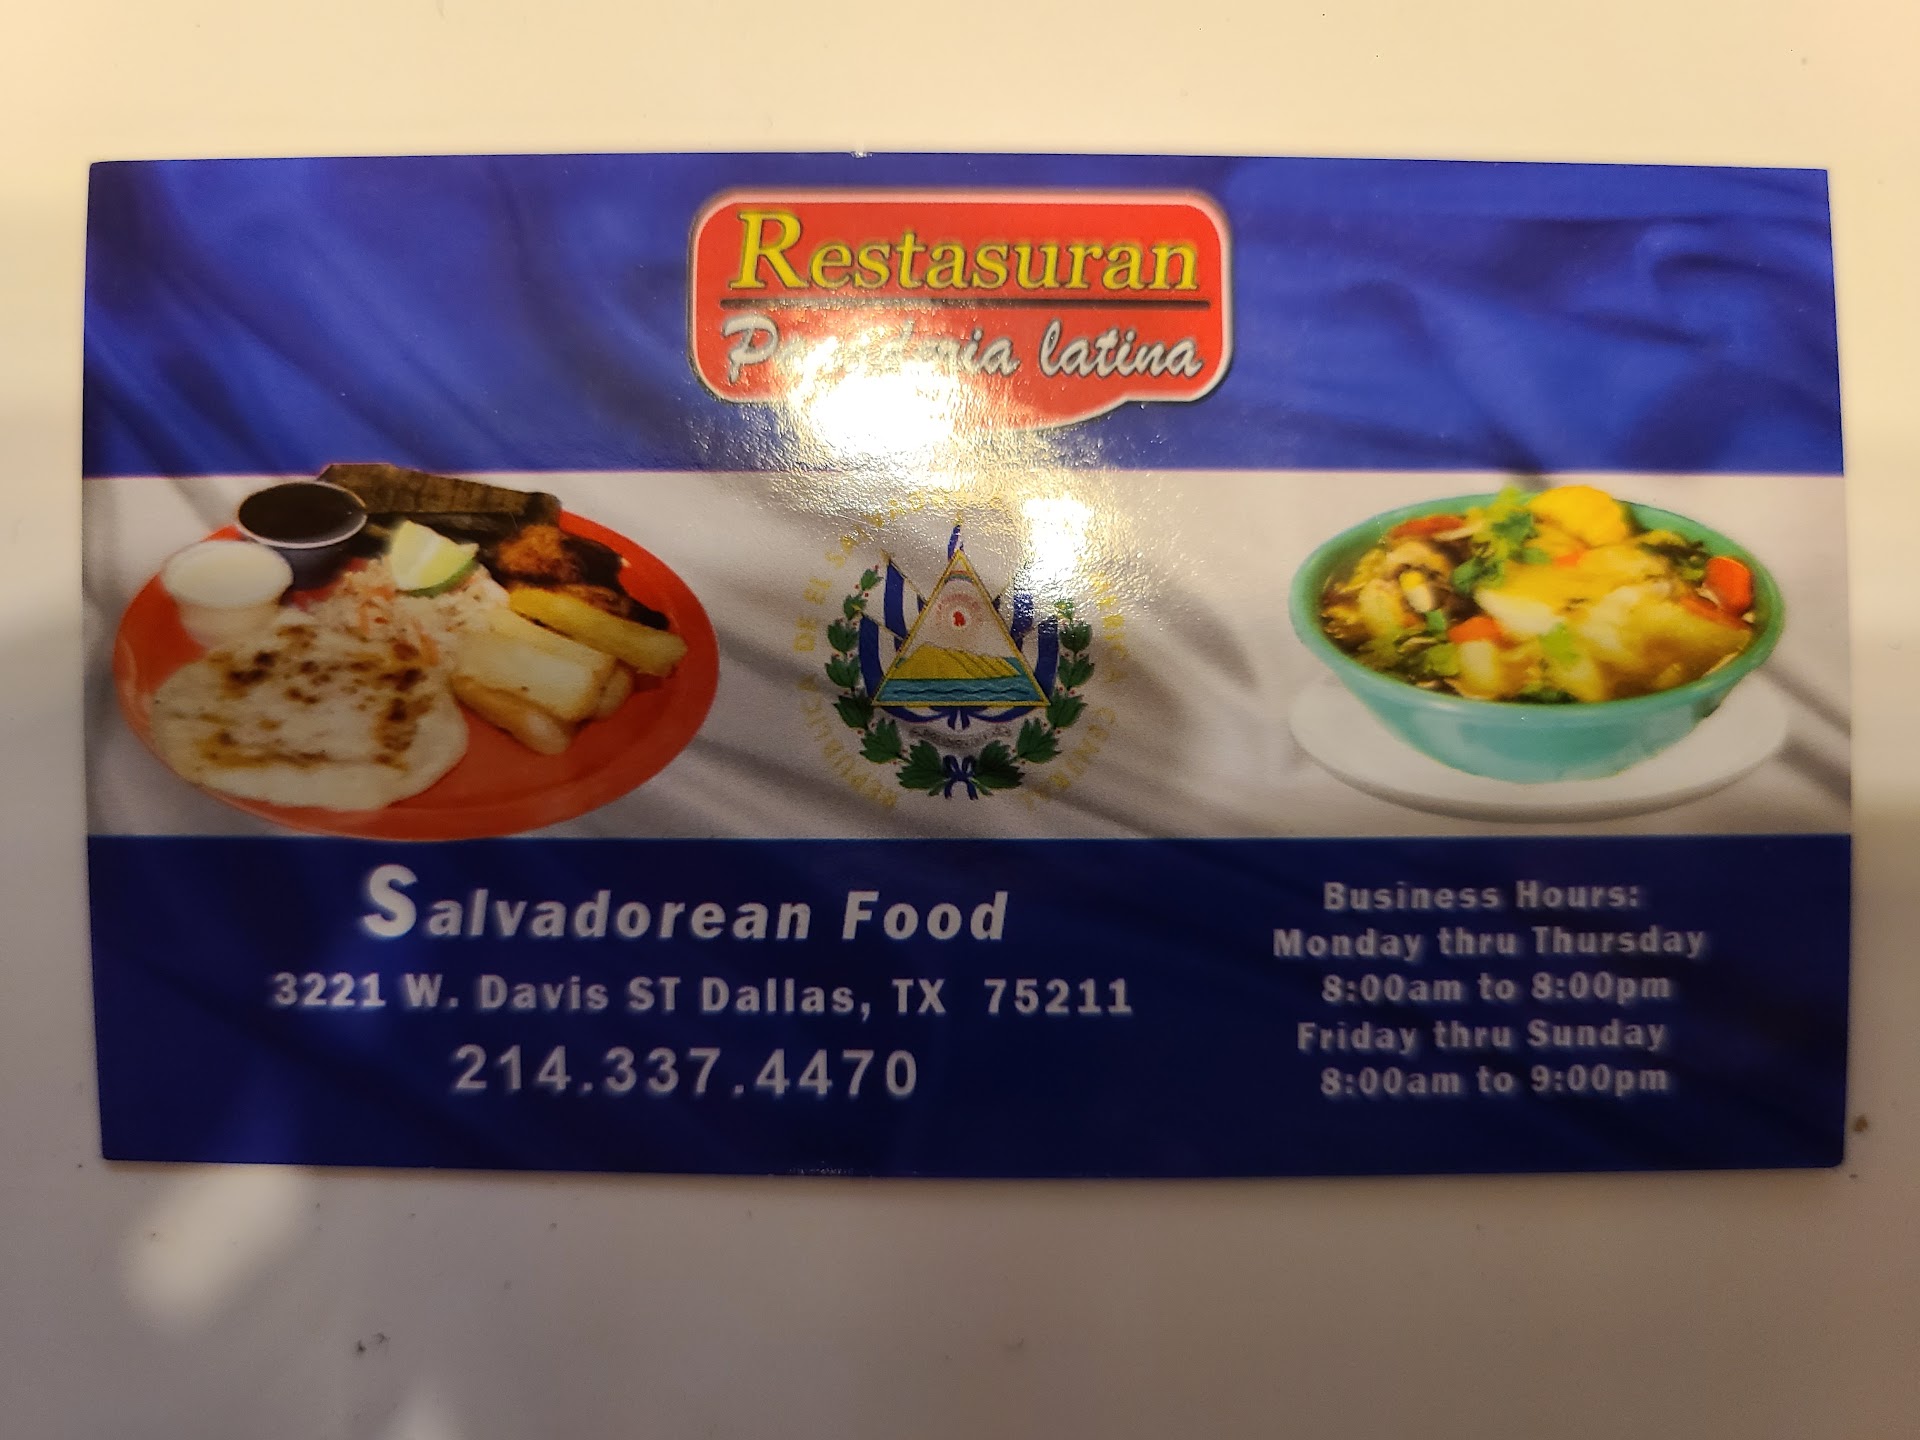 Restasuran
latina
Salvadorean Food
3221 W. Davis ST Dallas, TX 75211
214.337.4470
Business Hours:
Monday thru Thursday
8:00am to 8:00pm
Friday thru Sunday
8:00am to 9:00pm